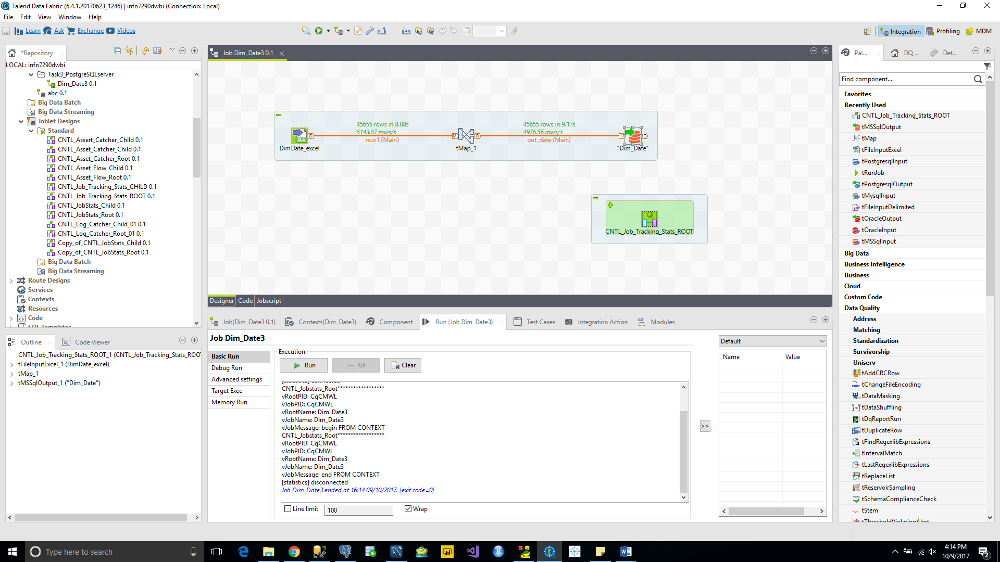 Talend Data Fabric (6.4.1.20170623_1246) | info7290dwbi (Connection: Local)
File Edit View Window Help
Learn Ask Exchange Videos
Integration Profiling MDM
*Repository
LOCAL: info7290dwbi
Task3_PostgreSQLserver
Dim_Date3 0.1
abc 0.1
Big Data Batch
Big Data Streaming
Joblet Designs
Standard
CNTL_Assert_Catcher_Child 0.1
CNTL_Asset_Catcher_Child 0.1
CNTL_Asset_Catcher_Root 0.1
CNTL_Asset_Flow_Child 0.1
CNTL_Asset_Flow_Root 0.1
CNTL_Job_Tracking_Stats_CHILD 0.1
CNTL_Job_Tracking_Stats_ROOT 0.1
CNTL_JobStats_Child 0.1
CNTL_JobStats_Root 0.1
CNTL_Log_Catcher_Child_01 0.1
CNTL_Log_Catcher_Root_01 0.1
Copy_of_CNTL_JobStats_Child 0.1
Copy_of_CNTL_JobStats_Root 0.1
Big Data Batch
Big Data Streaming
Route Designs
Services
Contexts
Resources
Code
SQL Templates
Outline Code Viewer
CNTL_Job_Tracking_Stats_ROOT_1 (CNTL_Job_Tracking_Stats_ROO
tFileInputExcel_1 (DimDate_excel)
tMap_1
tMSSqlOutput_1 ("Dim_Date")
Job Dim_Date3 0.1
45655 rows in 8.88s
5143.07 rows/s
row1 (Main)
45655 rows in 9.17s
4976.56 rows/s
out_date (Main)
XLS
M
DimDate_excel
tMap_1
"Dim_Date"
CNTL_Job_Tracking_Stats_ROOT
Designer Code Jobscript
Job(Dim_Date3 0.1) Contexts(Dim_Date3) Component Run (Job Dim_Date3) Test Cases Integration Action Modules
Job Dim_Date3
Basic Run
Debug Run
Advanced settings
Target Exec
Memory Run
Execution
Run Kill Clear
[statistics] connected
CNTL_Jobstats_Root******************
vRootPID: CqCMWL
vJobPID: CqCMWL
vRootName: Dim_Date3
vJobName: Dim_Date3
vJobMessage: begin FROM CONTEXT
CNTL_Jobstats_Root******************
vRootPID: CqCMWL
vJobPID: CqCMWL
vRootName: Dim_Date3
vJobName: Dim_Date3
vJobMessage: end FROM CONTEXT
[statistics] disconnected
Job Dim_Date3 ended at 16:14 09/10/2017. [exit code=0]
Line limit 100 Wrap
>>
Default
Name Value
Pal... DQ ... Det...
Find component...
Favorites
Recently Used
CNTL_Job_Tracking_Stats_ROOT
tMSSqlOutput
tMap
tFileInputExcel
tPostgresqlInput
tRunJob
tPostgresqlOutput
tMysqlInput
tFileInputDelimited
tOracleOutput
tOracleInput
tMSSqlInput
Big Data
Business Intelligence
Business
Cloud
Custom Code
Data Quality
Address
Matching
Standardization
Survivorship
Uniserv
tAddCRCRow
tChangeFileEncoding
tDataMasking
tDataShuffling
tDqReportRun
tDuplicateRow
tFindRegexlibExpressions
tIntervalMatch
tLastRegexlibExpressions
tReplaceList
tReservoirSampling
tSchemaComplianceCheck
tStem
tThresholdViolationAlert
Type here to search
4:14 PM
10/9/2017
2